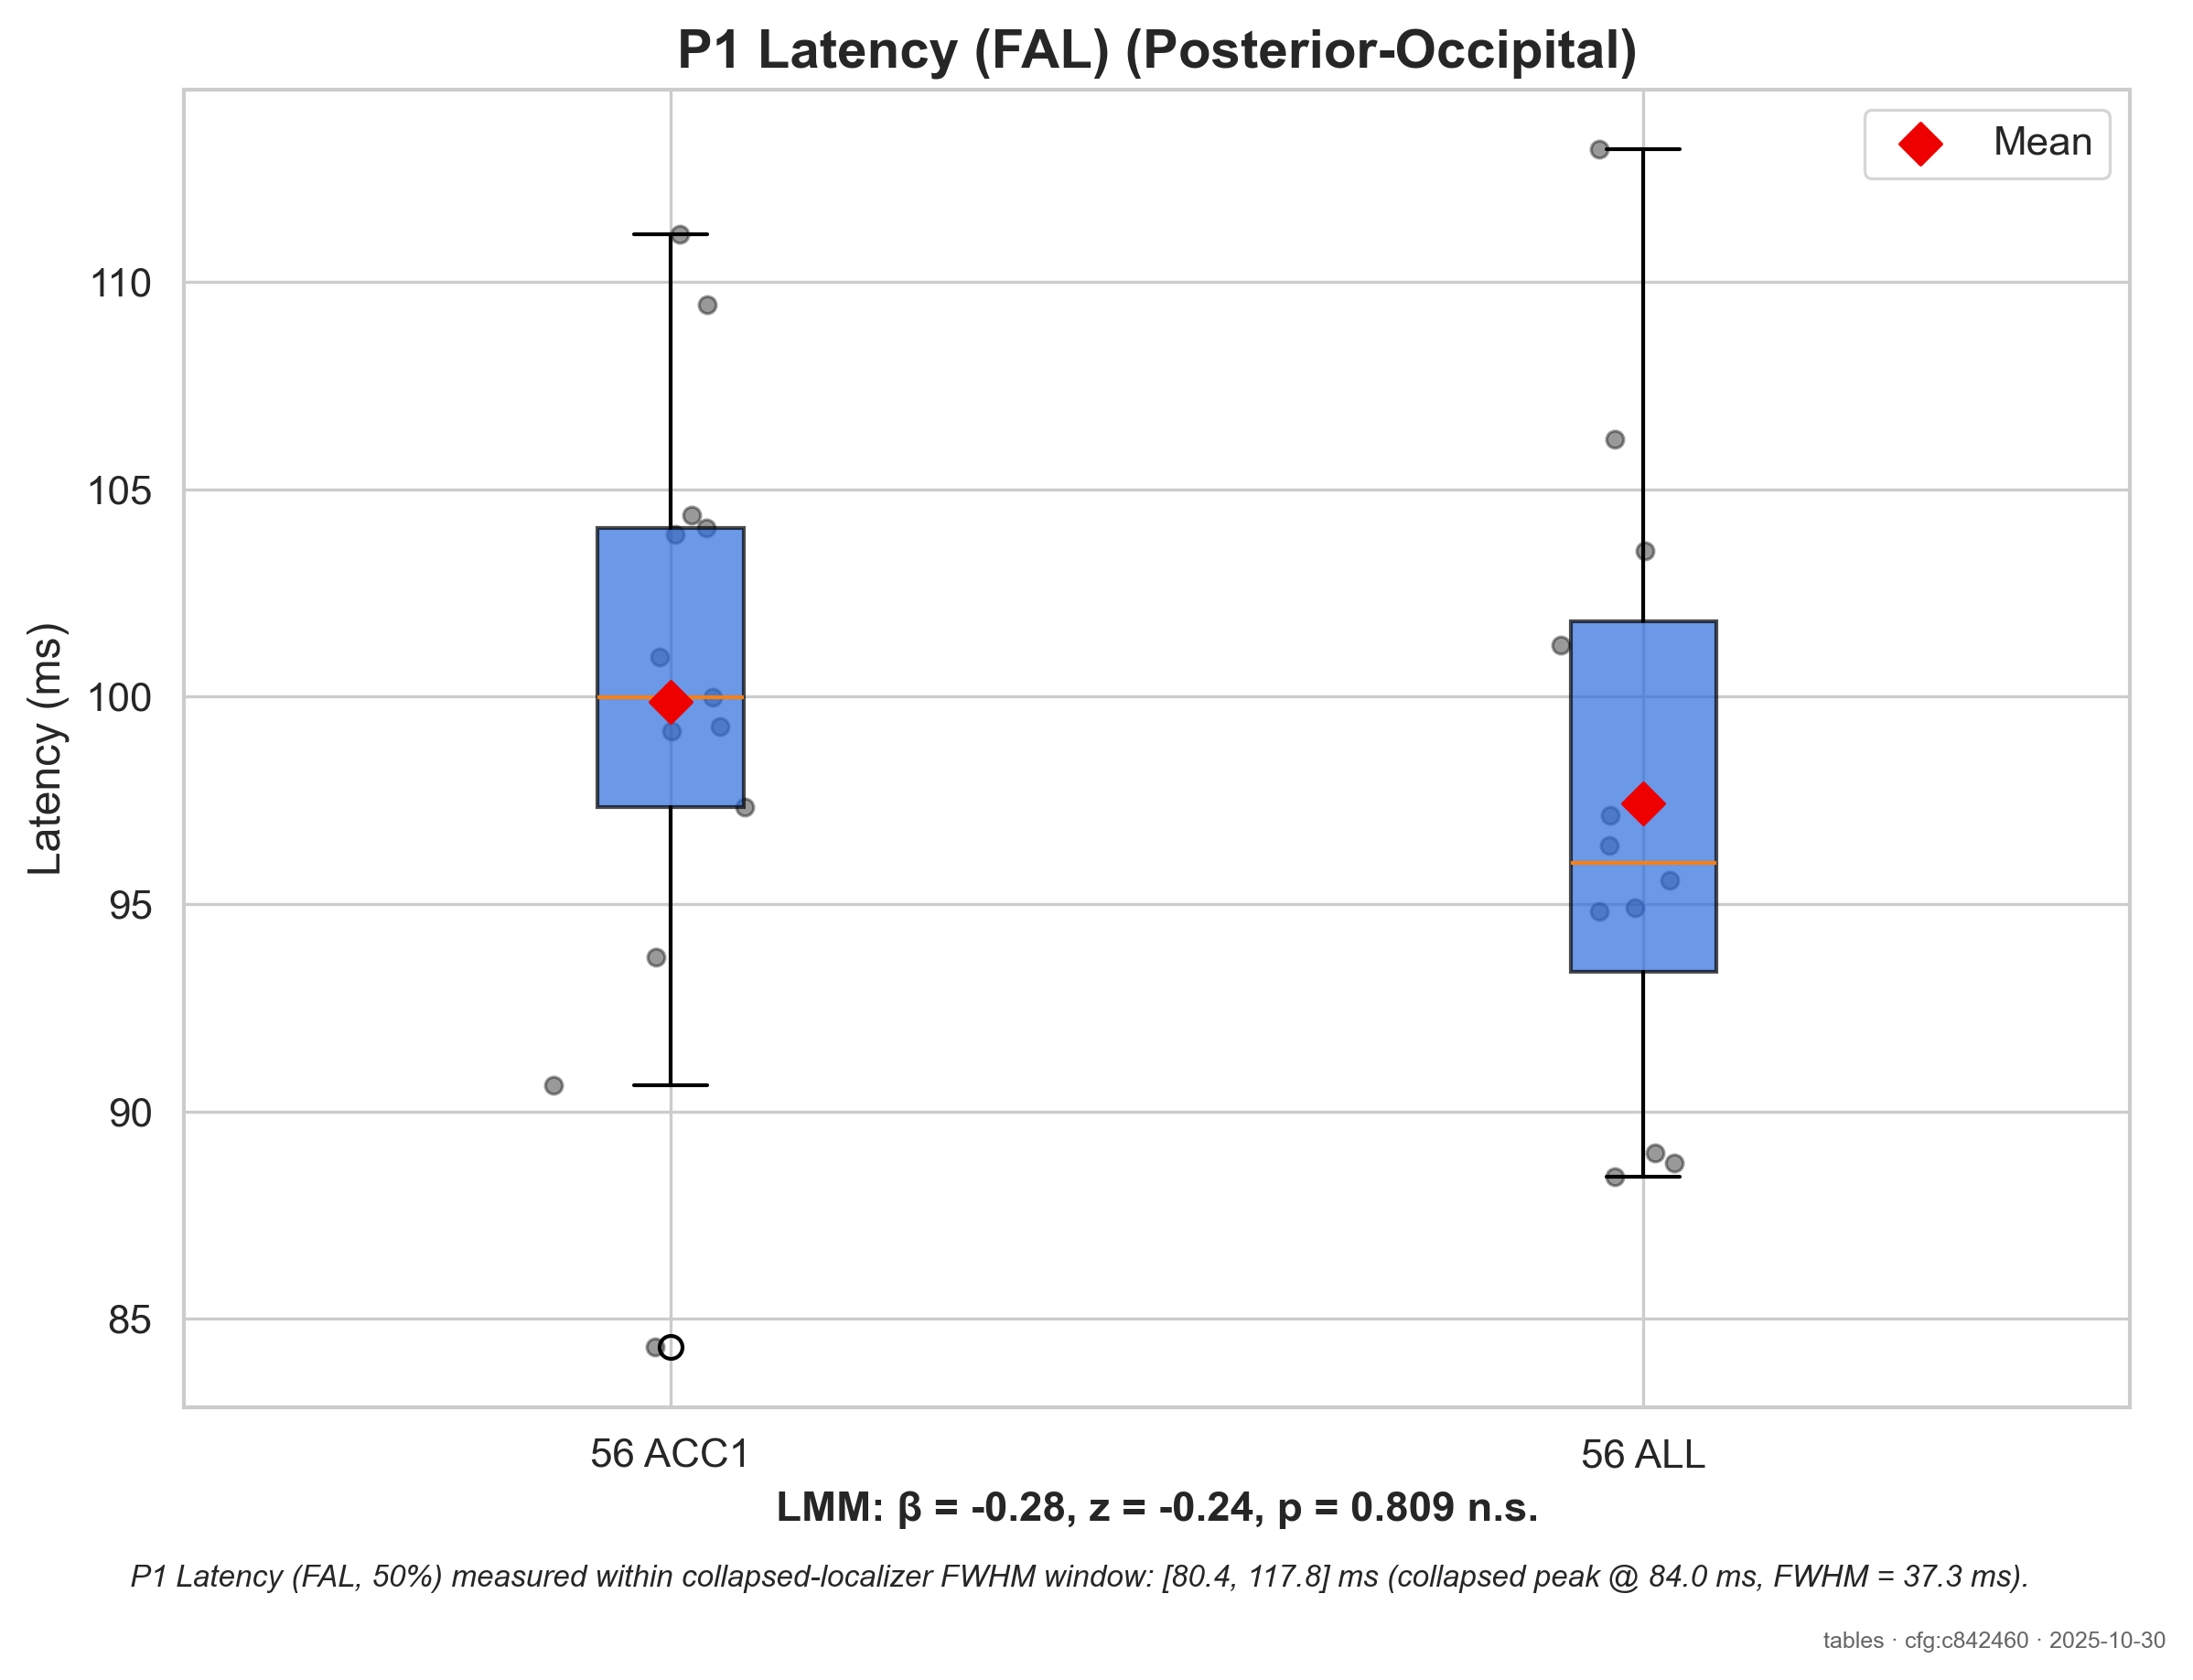 P1 Latency (FAL) (Posterior-Occipital)
Mean
Latency (ms)
110
105
100
95
90
85
56 ACC1
56 ALL
LMM: β = -0.28, z = -0.24, p = 0.809 n.s.
P1 Latency (FAL, 50%) measured within collapsed-localizer FWHM window: [80.4, 117.8] ms (collapsed peak @ 84.0 ms, FWHM = 37.3 ms).
tables · cfg:c842460 · 2025-10-30